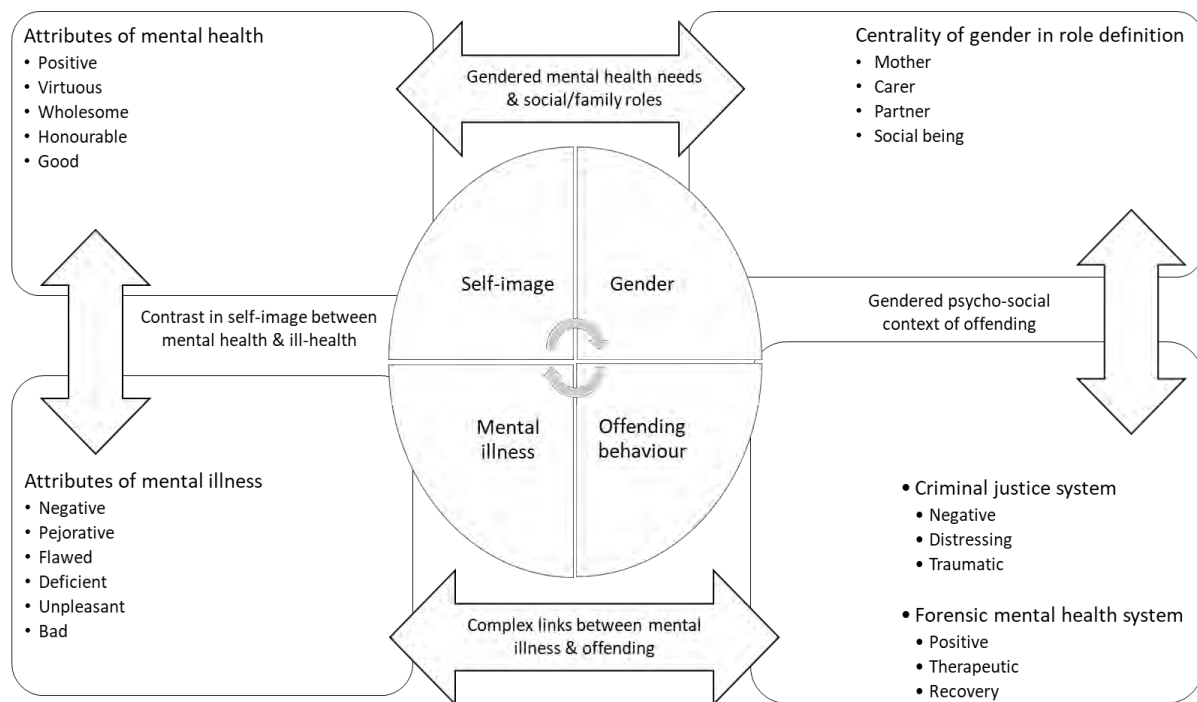 Attributes of mental health
• Positive
• Virtuous
• Wholesome
• Honourable
• Good
Gendered mental health needs
& social/family roles
Centrality of gender in role definition
• Mother
• Carer
• Partner
• Social being
Self-image
Gender
Contrast in self-image between
mental health & ill-health
Gendered psycho-social
context of offending
Mental
illness
Offending
behaviour
Attributes of mental illness
• Negative
• Pejorative
• Flawed
• Deficient
• Unpleasant
• Bad
Complex links between mental
illness & offending
• Criminal justice system
• Negative
• Distressing
• Traumatic
• Forensic mental health system
• Positive
• Therapeutic
• Recovery